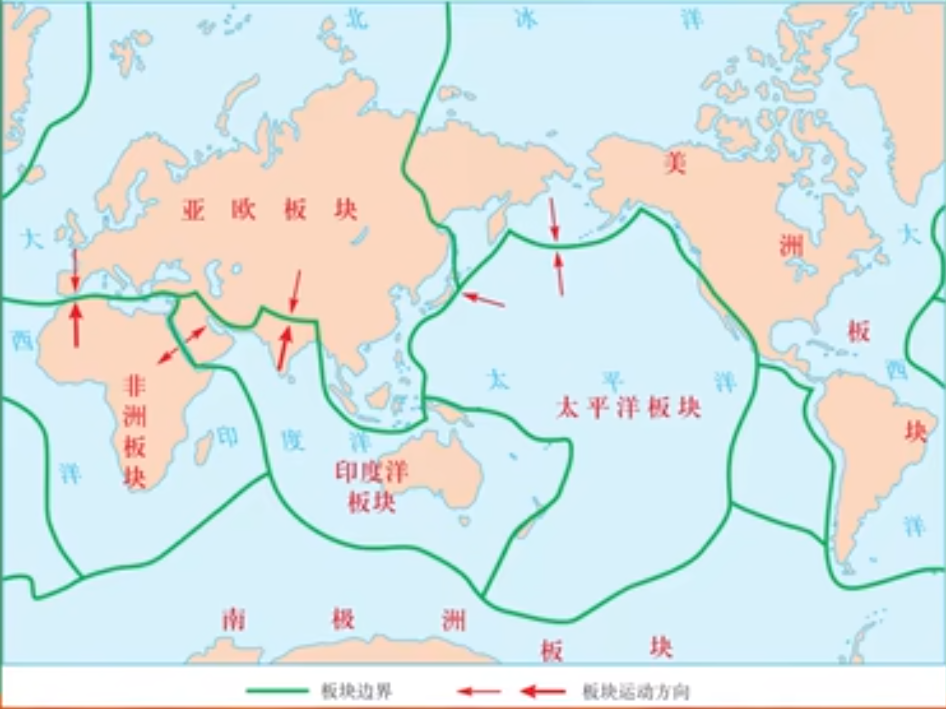 北冰洋
亚欧板块
美洲板块
大西洋
大西洋
非洲板块
太平洋
太平洋板块
印度洋
印度洋
板块
南极洲板块
板块边界
板块运动方向